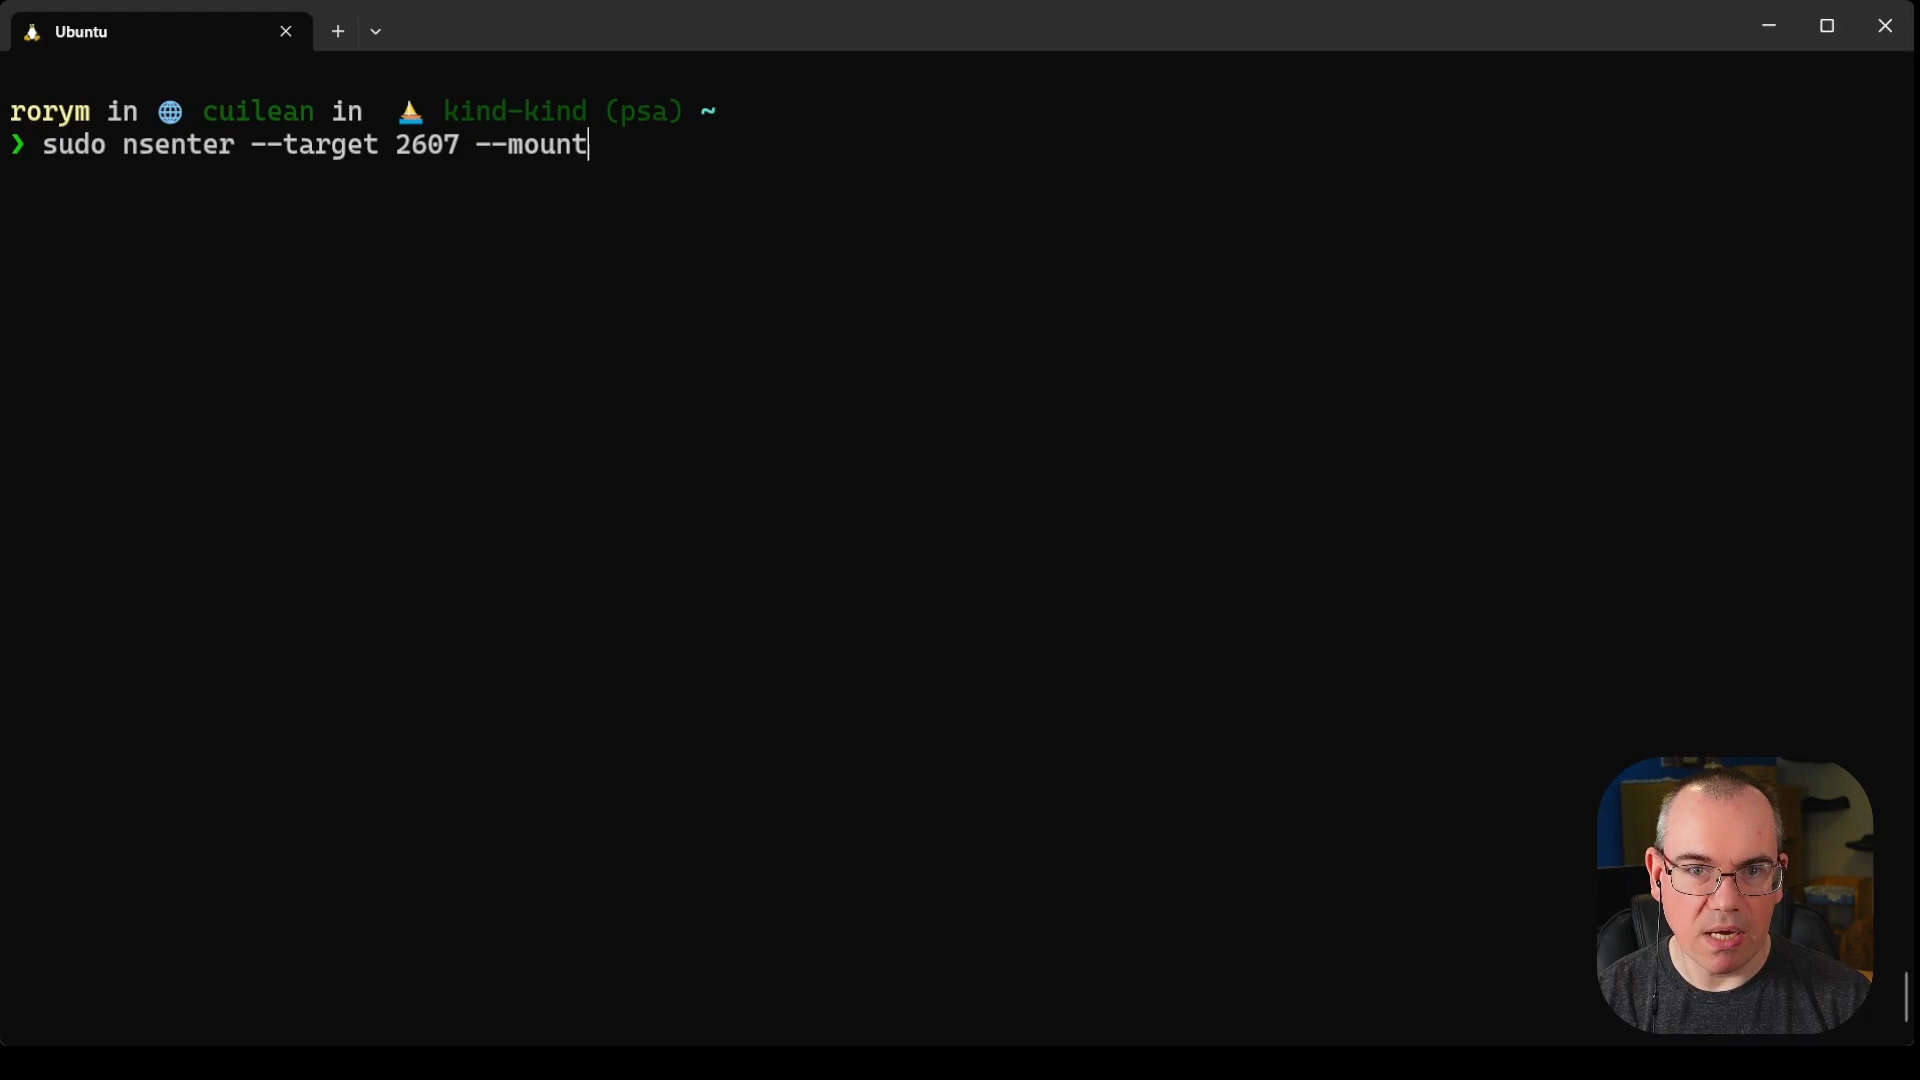 Ubuntu
rorym in cuilean in kind-kind (psa) ~
❯ sudo nsenter --target 2607 --mount